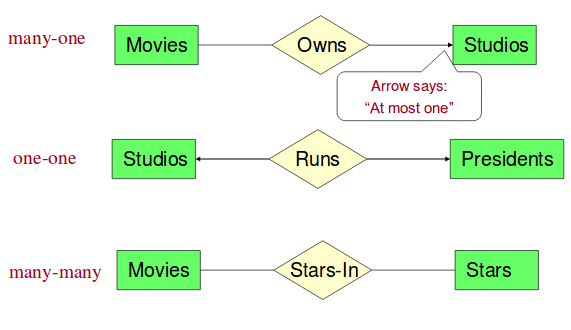 many-one
Movies
Owns
Studios
Arrow says:
“At most one”
one-one
Studios
Runs
Presidents
many-many
Movies
Stars-In
Stars